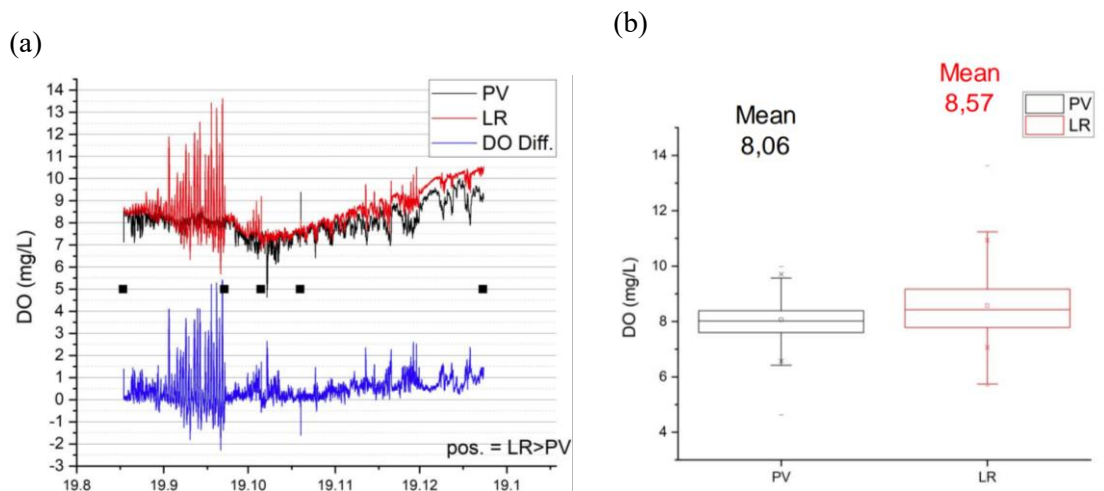 (a)
14
13
12
11
10
9
8
7
6
5
4
3
2
1
0
-1
-2
-3
DO (mg/L)
PV
LR
DO Diff.
pos. = LR>PV
19.8
19.9
19.10
19.11
19.12
19.1
(b)
Mean
8,06
Mean
8,57
PV
LR
14
12
10
8
6
4
DO (mg/L)
PV
LR